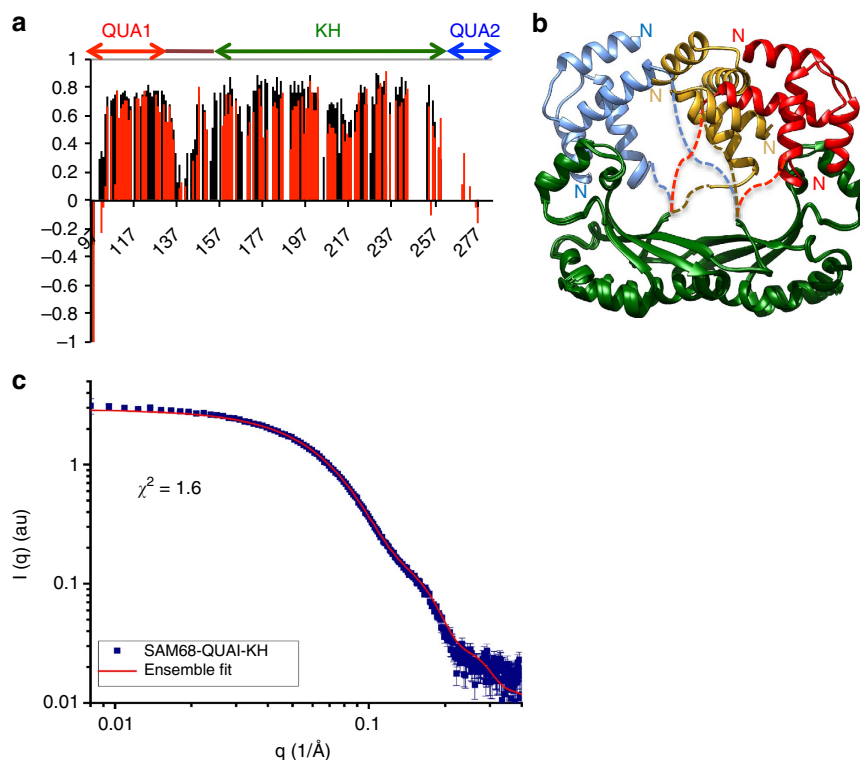 a
QUA1 KH QUA2
1
0.8
0.6
0.4
0.2
0
−0.2
−0.4
−0.6
−0.8
−1
97 117 137 157 177 197 217 237 257 277
b
N N N N N N
c
I (q) (au)
1
0.1
0.01
χ² = 1.6
SAM68-QUAI-KH
Ensemble fit
0.01 0.1
q (1/Å)